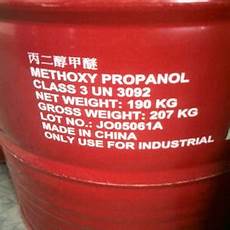 丙二醇甲醚
METHOXY PROPANOL
CLASS 3 UN 3092
NET WEIGHT: 190 KG
GROSS WEIGHT: 207 KG
LOT NO.: JO05061A
MADE IN CHINA
ONLY USE FOR INDUSTRIAL